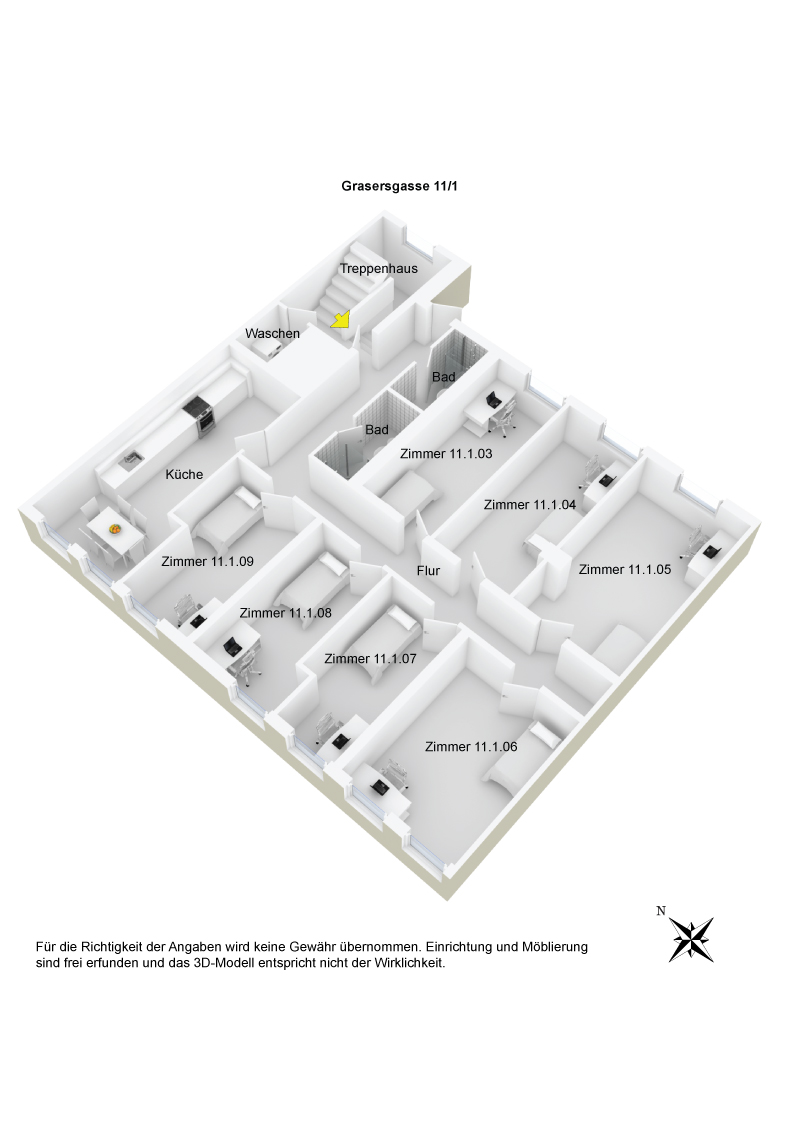 Grasersgasse 11/1
Treppenhaus
Waschen
Bad
Bad
Zimmer 11.1.03
Küche
Zimmer 11.1.04
Zimmer 11.1.09
Flur
Zimmer 11.1.05
Zimmer 11.1.08
Zimmer 11.1.07
Zimmer 11.1.06
N
Für die Richtigkeit der Angaben wird keine Gewähr übernommen. Einrichtung und Möblierung
sind frei erfunden und das 3D-Modell entspricht nicht der Wirklichkeit.